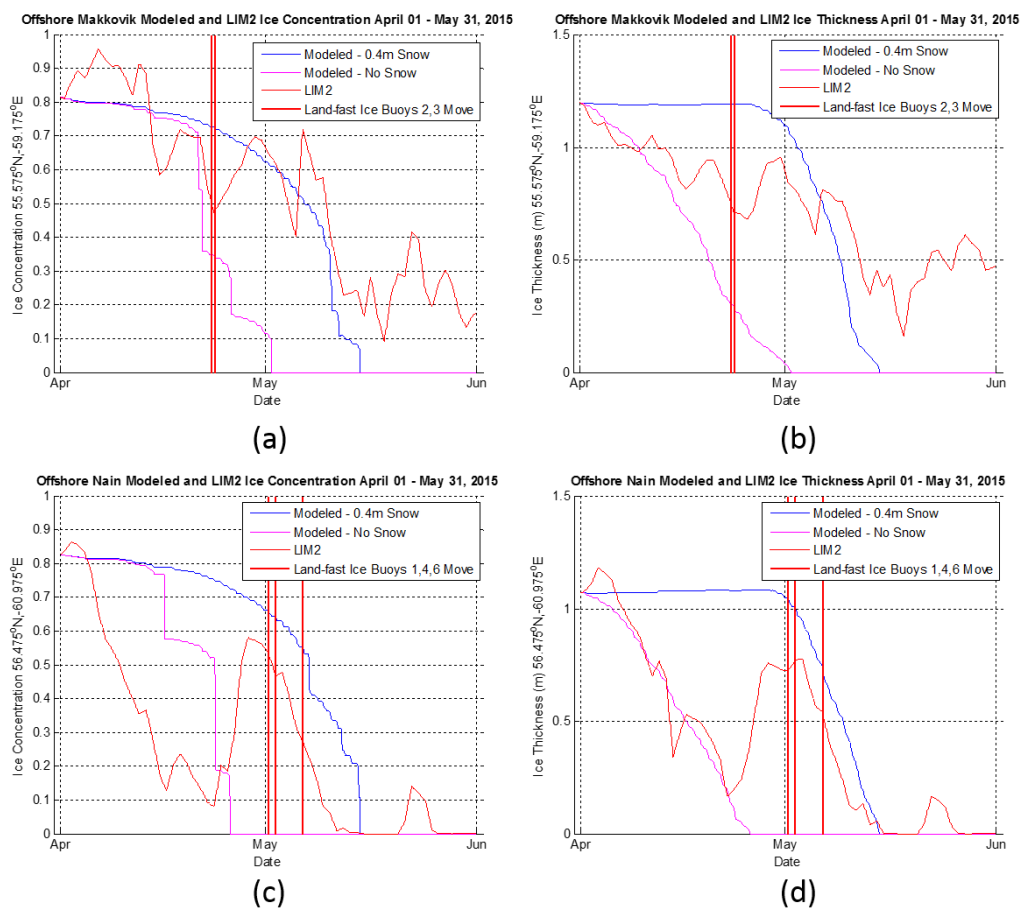 Offshore Makkovik Modeled and LIM2 Ice Concentration April 01 - May 31, 2015
Ice Concentration 55.575°N,-59.175°E
1
0.9
0.8
0.7
0.6
0.5
0.4
0.3
0.2
0.1
0
Modeled - 0.4m Snow
Modeled - No Snow
LIM2
Land-fast Ice Buoys 2,3 Move
Apr
May
Jun
Date
(a)
Offshore Makkovik Modeled and LIM2 Ice Thickness April 01 - May 31, 2015
Ice Thickness (m) 55.575°N,-59.175°E
1.5
1
0.5
0
Modeled - 0.4m Snow
Modeled - No Snow
LIM2
Land-fast Ice Buoys 2,3 Move
Apr
May
Jun
Date
(b)
Offshore Nain Modeled and LIM2 Ice Concentration April 01 - May 31, 2015
Ice Concentration 56.475°N,-60.975°E
1
0.9
0.8
0.7
0.6
0.5
0.4
0.3
0.2
0.1
0
Modeled - 0.4m Snow
Modeled - No Snow
LIM2
Land-fast Ice Buoys 1,4,6 Move
Apr
May
Jun
Date
(c)
Offshore Nain Modeled and LIM2 Ice Thickness April 01 - May 31, 2015
Ice Thickness (m) 56.475°N,-60.975°E
1.5
1
0.5
0
Modeled - 0.4m Snow
Modeled - No Snow
LIM2
Land-fast Ice Buoys 1,4,6 Move
Apr
May
Jun
Date
(d)